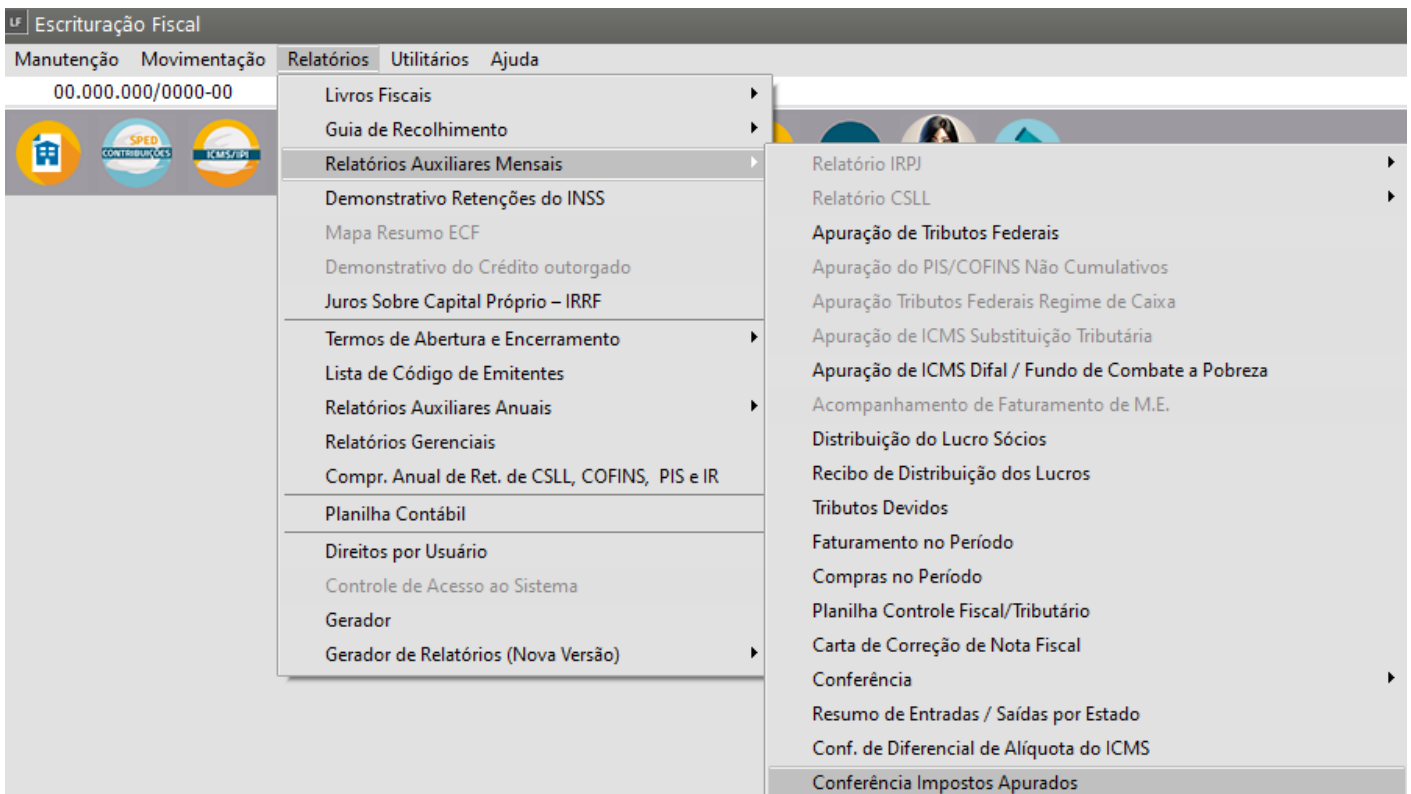 LF Escrituração Fiscal
Manutenção Movimentação Relatórios Utilitários Ajuda
00.000.000/0000-00
SPED
CONTRIBUIÇÕES
ICMS/IPI
Livros Fiscais
Guia de Recolhimento
Relatórios Auxiliares Mensais
Demonstrativo Retenções do INSS
Mapa Resumo ECF
Demonstrativo do Crédito outorgado
Juros Sobre Capital Próprio – IRRF
Termos de Abertura e Encerramento
Lista de Código de Emitentes
Relatórios Auxiliares Anuais
Relatórios Gerenciais
Compr. Anual de Ret. de CSLL, COFINS, PIS e IR
Planilha Contábil
Direitos por Usuário
Controle de Acesso ao Sistema
Gerador
Gerador de Relatórios (Nova Versão)
Relatório IRPJ
Relatório CSLL
Apuração de Tributos Federais
Apuração do PIS/COFINS Não Cumulativos
Apuração Tributos Federais Regime de Caixa
Apuração de ICMS Substituição Tributária
Apuração de ICMS Difal / Fundo de Combate a Pobreza
Acompanhamento de Faturamento de M.E.
Distribuição do Lucro Sócios
Recibo de Distribuição dos Lucros
Tributos Devidos
Faturamento no Período
Compras no Período
Planilha Controle Fiscal/Tributário
Carta de Correção de Nota Fiscal
Conferência
Resumo de Entradas / Saídas por Estado
Conf. de Diferencial de Alíquota do ICMS
Conferência Impostos Apurados